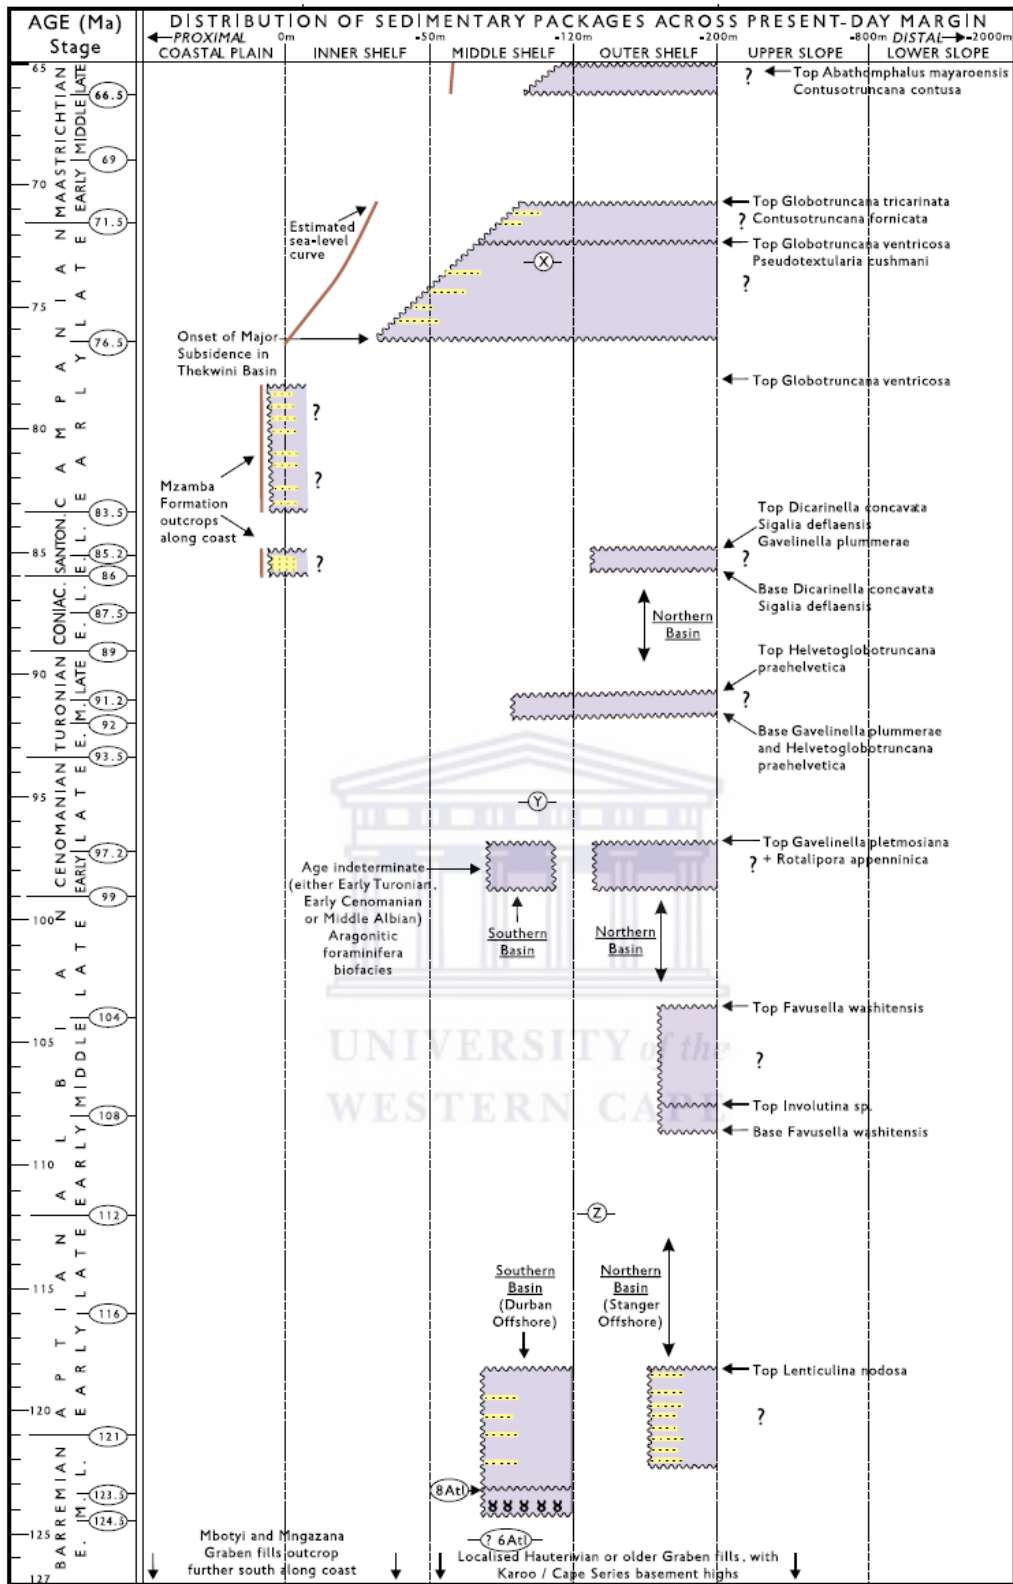 AGE (Ma)
Stage
DISTRIBUTION OF SEDIMENTARY PACKAGES ACROSS PRESENT-DAY MARGIN
PROXIMAL 0m -50m -120m -200m -800m DISTAL -2000m
COASTAL PLAIN INNER SHELF MIDDLE SHELF OUTER SHELF UPPER SLOPE LOWER SLOPE
65
66.5
69
70
71.5
75
76.5
80
83.5
85
85.2
86
87.5
89
90
91.2
92
93.5
95
97.2
99
100
104
105
108
110
112
115
116
120
121
123.5
124.5
125
127
MAASTRICHTIAN
EARLY MIDDLE LATE
CAMPANIAN
EARLY LATE
SANTON.
E. L.
CONIAC.
E. L.
TURONIAN
E. M. LATE
CENOMANIAN
EARLY LATE
ALBIAN
EARLY MIDDLE LATE
APTIAN
EARLY LATE
BARREMIAN
E. M. L.
? Top Abathomphalus mayaroensis
Contusotruncana contusa
Estimated
sea-level
curve
Top Globotruncana tricarinata
? Contusotruncana fornicata
Top Globotruncana ventricosa
Pseudotextularia cushmani
?
X
Onset of Major
Subsidence in
Thekwini Basin
Top Globotruncana ventricosa
?
?
Mzamba
Formation
outcrops
along coast
?
Top Dicarinella concavata
Sigalia deflaensis
Gavelinella plummerae
?
Base Dicarinella concavata
Sigalia deflaensis
Northern
Basin
Top Helvetoglobotruncana
praehelvetica
?
Base Gavelinella plummerae
and Helvetoglobotruncana
praehelvetica
Y
Top Gavelinella pletmosiana
? + Rotalipora appenninica
Age indeterminate
(either Early Turonian,
Early Cenomanian
or Middle Albian)
Aragonitic
foraminifera
biofacies
Southern
Basin
Northern
Basin
Top Favusella washitensis
?
UNIVERSITY of the
WESTERN CAPE
Top Involutina sp.
Base Favusella washitensis
Z
Southern
Basin
(Durban
Offshore)
Northern
Basin
(Stanger
Offshore)
Top Lenticulina nodosa
?
8Atl
? 6Atl
Mbotyi and Mngazana
Graben fills outcrop
further south along coast
Localised Hauterivian or older Graben fills, with
Karoo / Cape Series basement highs